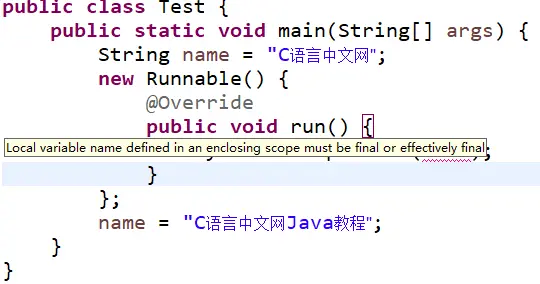 public class Test {
public static void main(String[] args) {
String name = "C语言中文网";
new Runnable() {
@Override
public void run() {
Local variable name defined in an enclosing scope must be final or effectively final
);
}
};
name = "C语言中文网Java教程";
}
}